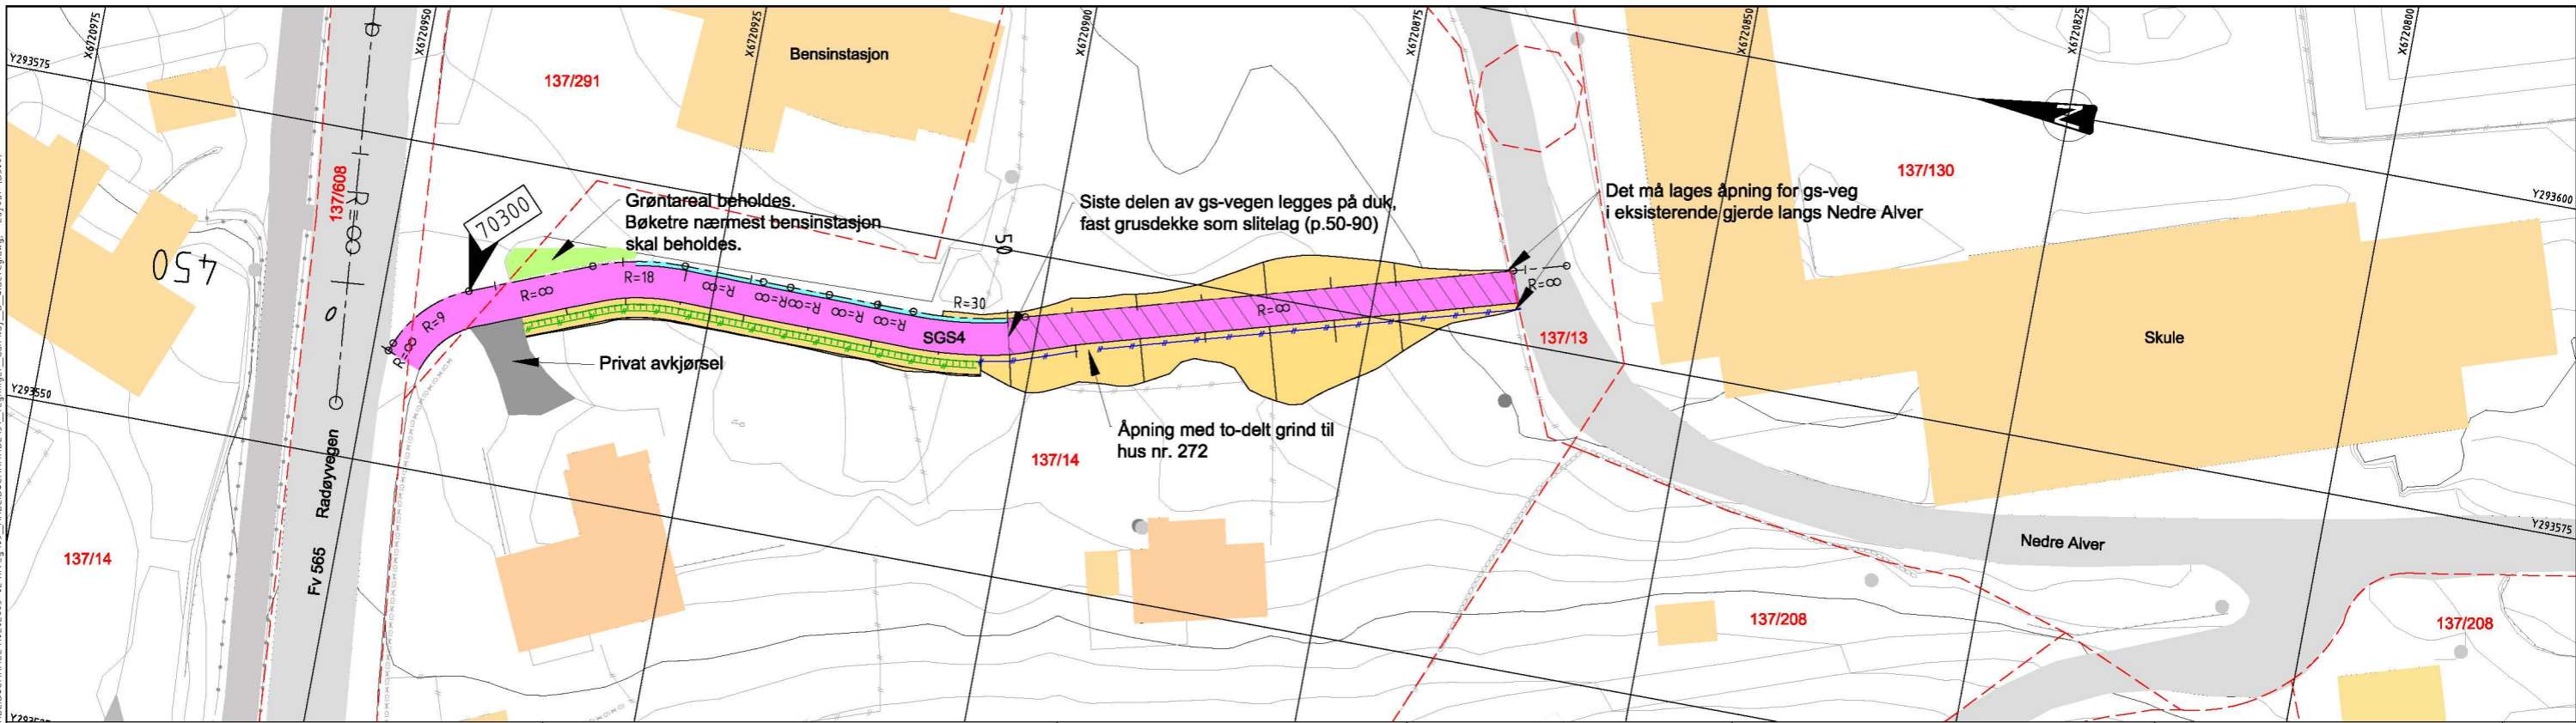 X6720975
X6720950
X6720925
X6720900
X6720875
X6720850
X6720825
X6720800
Y293575
Bensinstasjon
137/291
N
137/608
R=∞
137/130
Y293600
70300
Grøntareal beholdes.
Bøketre nærmest bensinstasjon
skal beholdes.
Siste delen av gs-vegen legges på duk,
fast grusdekke som slitelag (p.50-90)
Det må lages åpning for gs-veg
i eksisterende gjerde langs Nedre Alver
450
50
R=∞
R=9
R=∞
R=18
R=∞
R=∞
R=∞
R=∞
R=∞
R=30
SGS4
R=∞
R=∞
137/13
Skule
Privat avkjørsel
Y293550
Åpning med to-delt grind til
hus nr. 272
137/14
Radøyvegen
Fv 565
137/14
Nedre Alver
Y293575
137/208
137/208